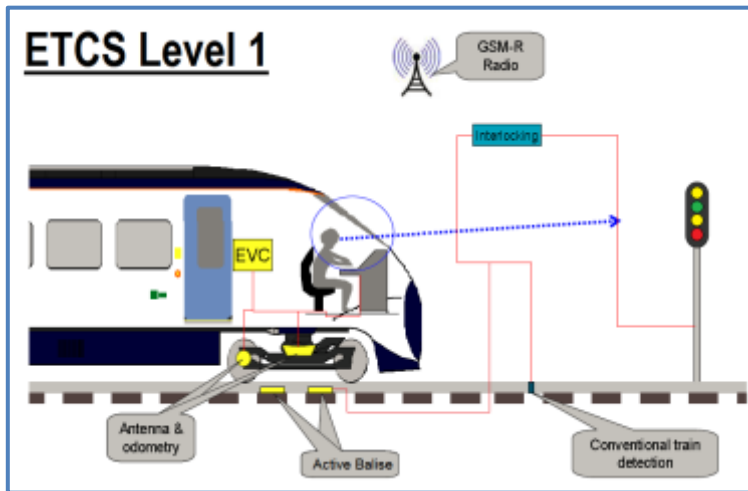 ETCS Level 1
GSM-R
Radio
Interlocking
EVC
Antenna &
odometry
Active Balise
Conventional train
detection